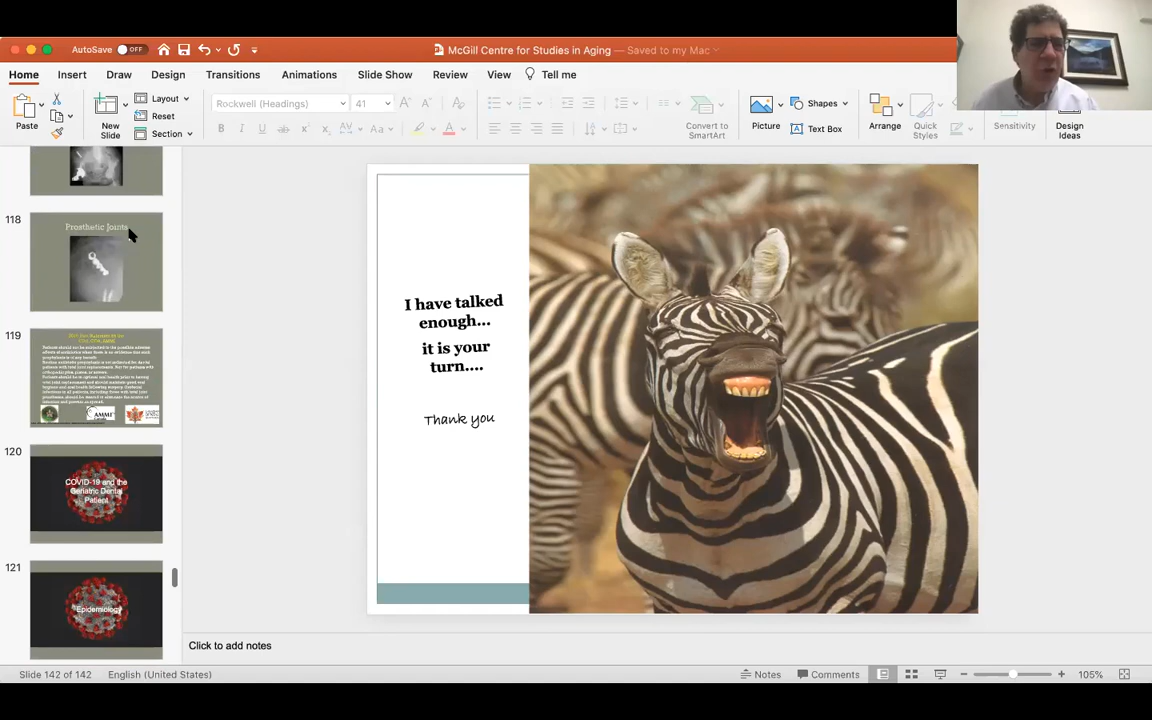 AutoSave OFF
McGill Centre for Studies in Aging — Saved to my Mac
Home Insert Draw Design Transitions Animations Slide Show Review View Tell me
Paste
New Slide
Layout
Reset
Section
Rockwell (Headings) 41
B I U ab x x AV Aa
Convert to SmartArt
Picture
Shapes
Text Box
Arrange
Quick Styles
Sensitivity
Design Ideas
118
Prosthetic Joints
119
AMMI
120
COVID-19 and the
Geriatric Dental
Patient
121
Epidemiology
I have talked
enough...
it is your
turn....
Thank you
Click to add notes
Slide 142 of 142 English (United States) Notes Comments 105%